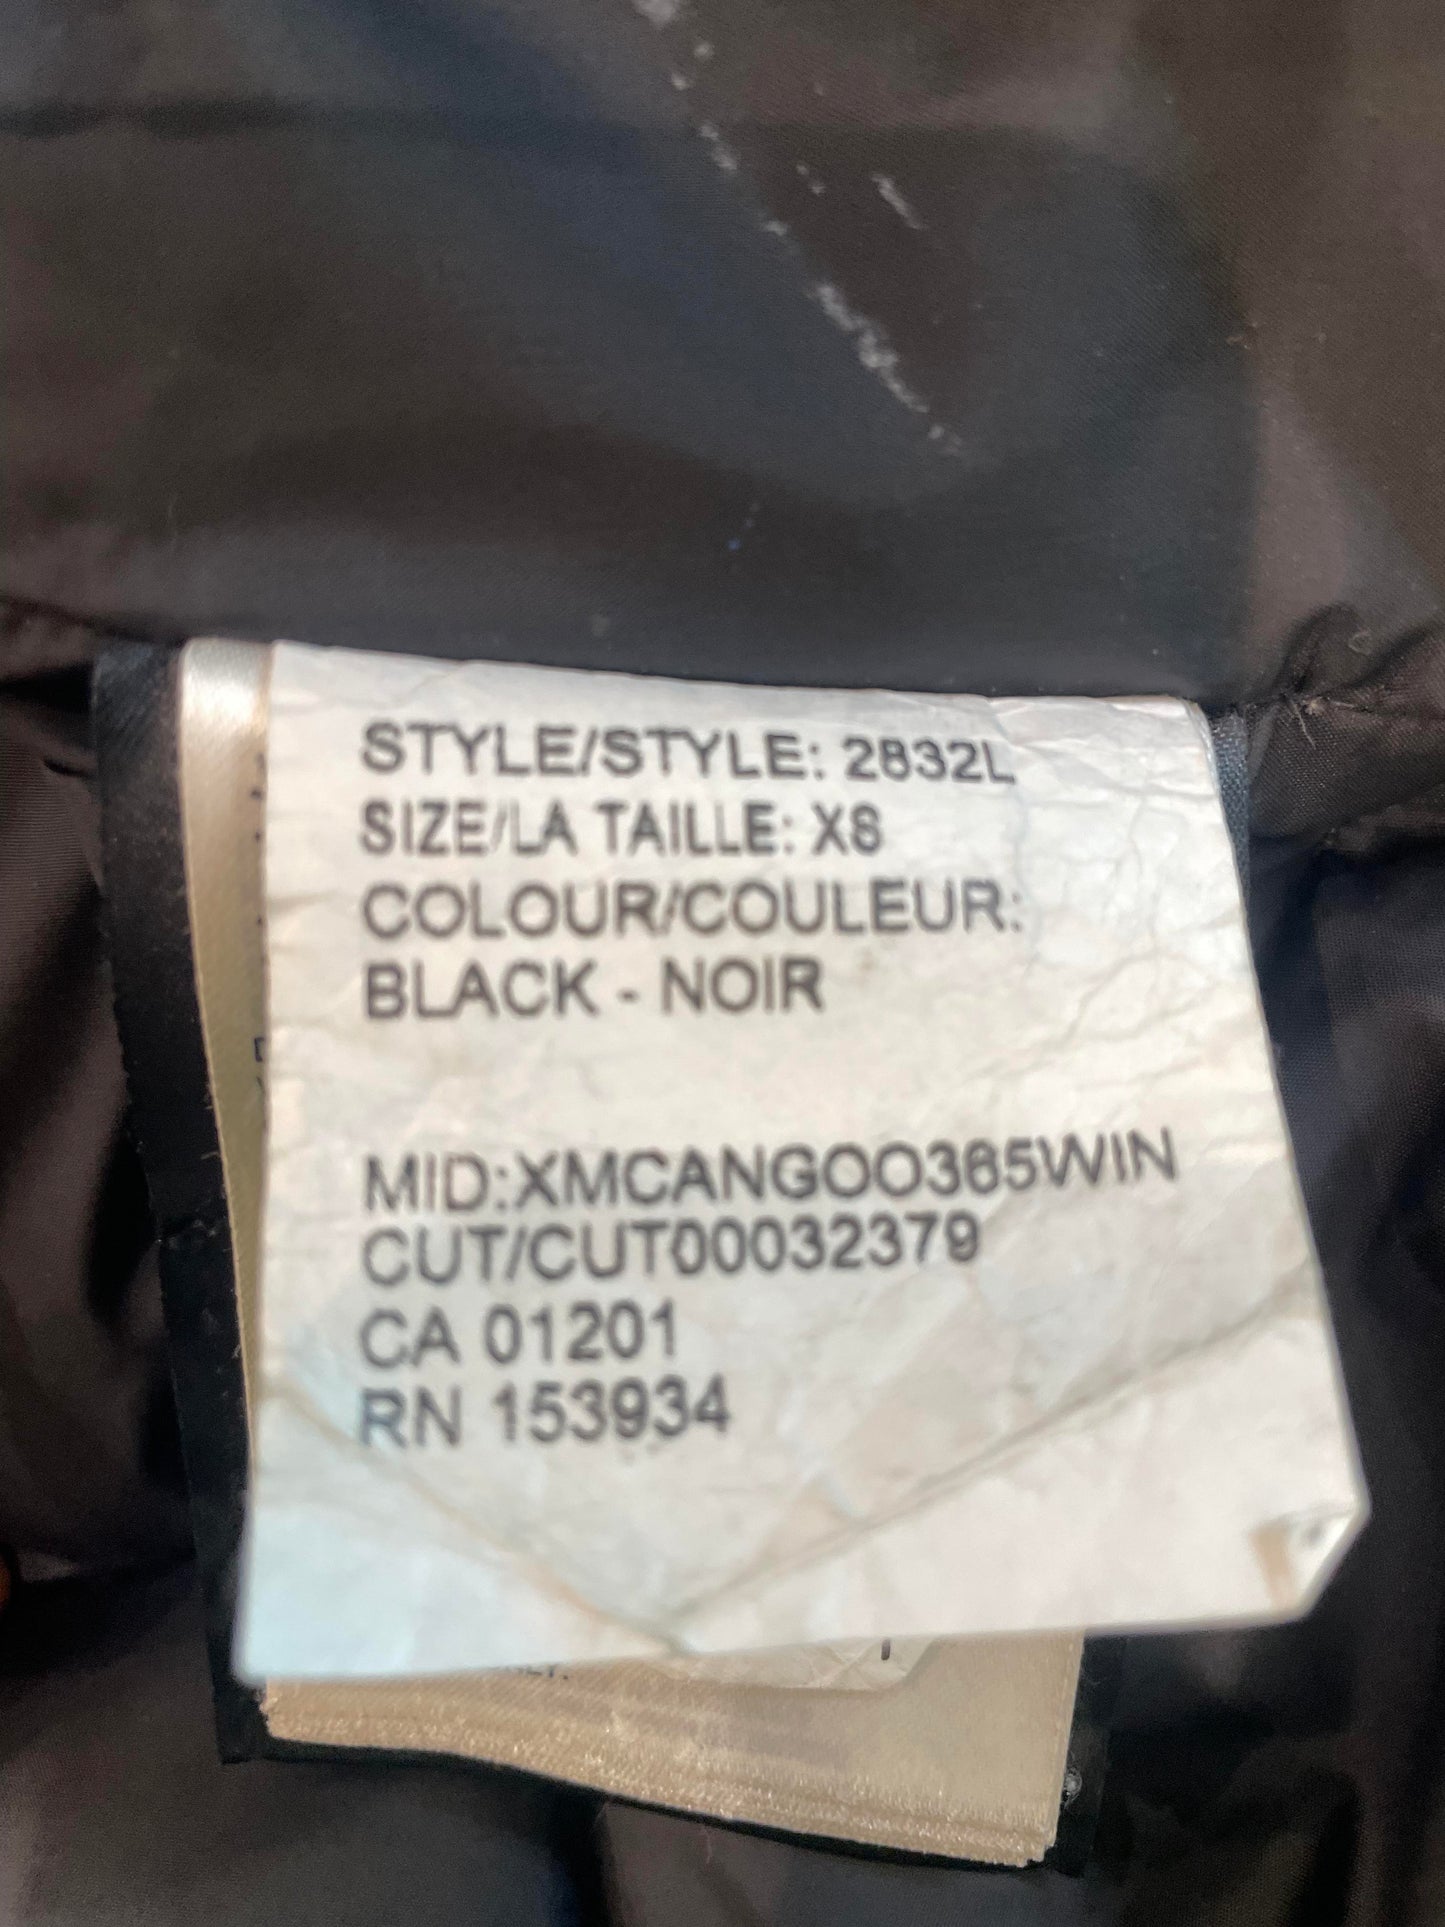 STYLE/STYLE: 2832L
SIZE/LA TAILLE: XS
COLOUR/COULEUR:
BLACK - NOIR
MID:XMCANGOO365WIN
CUT/CUT00032379
CA 01201
RN 153934